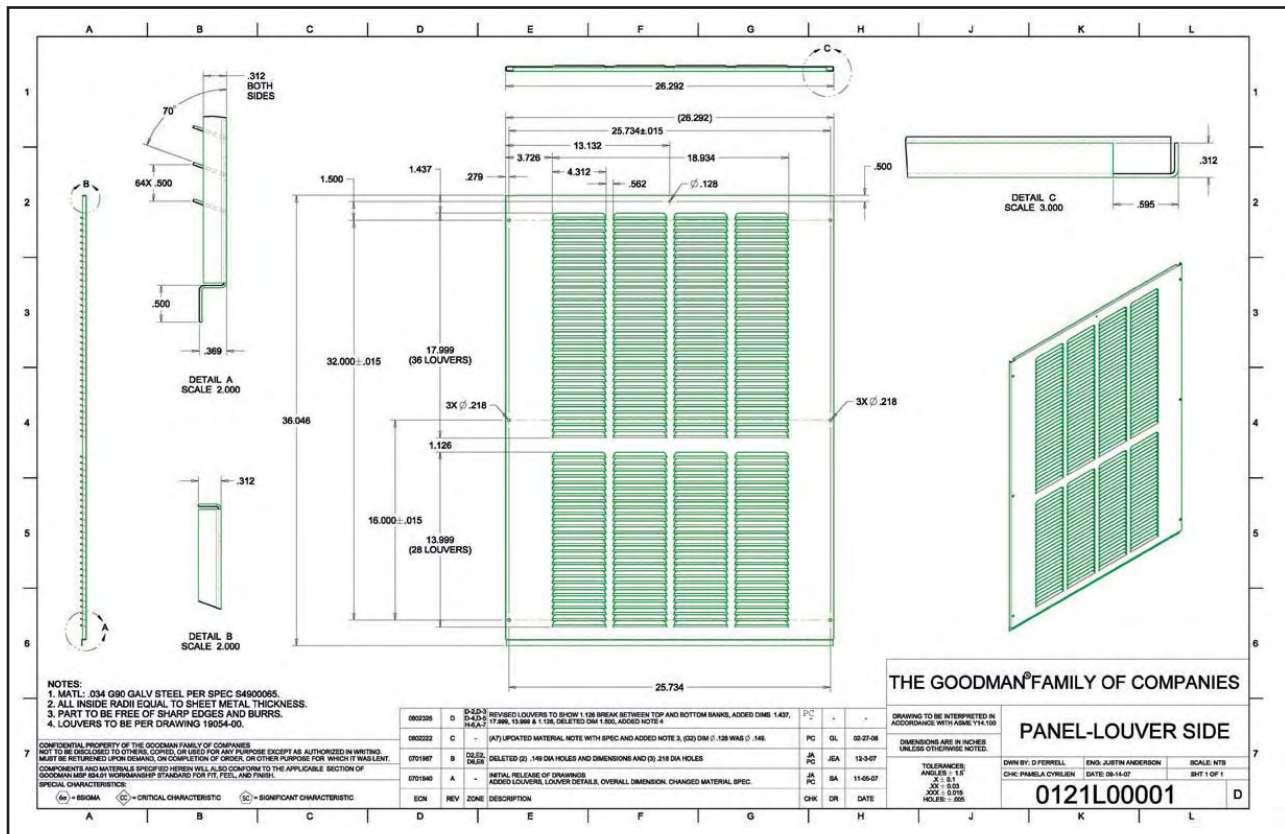 A B C D E F G H J K L
1 1
2 2
3 3
4 4
5 5
6 6
7 7
.312
BOTH
SIDES
70°
64X .500
.500
.369
DETAIL A
SCALE 2.000
B
A
.312
DETAIL B
SCALE 2.000
C
26.292
(26.292)
25.734±.015
13.132
3.726 18.934
1.437 4.312 .500
1.500 .279 .562 Ø.128
32.000±.015
17.999
(36 LOUVERS)
36.046
3X Ø.218 3X Ø.218
1.126
16.000±.015
13.999
(28 LOUVERS)
25.734
.312
DETAIL C
SCALE 3.000
.595
NOTES:
1. MATL: .034 G90 GALV STEEL PER SPEC S4900065.
2. ALL INSIDE RADII EQUAL TO SHEET METAL THICKNESS.
3. PART TO BE FREE OF SHARP EDGES AND BURRS.
4. LOUVERS TO BE PER DRAWING 19054-00.
CONFIDENTIAL PROPERTY OF THE GOODMAN FAMILY OF COMPANIES
NOT TO BE DISCLOSED TO OTHERS, COPIED, OR USED FOR ANY PURPOSE EXCEPT AS AUTHORIZED IN WRITING.
MUST BE RETURNED UPON DEMAND, ON COMPLETION OF ORDER, OR OTHER PURPOSE FOR WHICH IT WAS LENT.
COMPONENTS AND MATERIALS SPECIFIED HEREIN WILL ALSO CONFORM TO THE APPLICABLE SECTION OF
GOODMAN MSP 824.01 WORKMANSHIP STANDARD FOR FIT, FEEL, AND FINISH.
SPECIAL CHARACTERISTICS:
6σ = 6SIGMA CC = CRITICAL CHARACTERISTIC SC = SIGNIFICANT CHARACTERISTIC
D REVISED LOUVERS TO SHOW 1.126 BREAK BETWEEN TOP AND BOTTOM BANKS, ADDED DIMS 1.437,
17.999, 13.999 & 1.126, DELETED DIM 1.500, ADDED NOTE 4 PC - -
0802222 C - (A7) UPDATED MATERIAL NOTE WITH SPEC AND ADDED NOTE 3, (G2) DIM Ø .128 WAS Ø .149. PC GL 02-27-08
0701967 B DELETED (2) .149 DIA HOLES AND DIMENSIONS AND (3) .218 DIA HOLES JA PC JEA 12-3-07
0701840 A - INITIAL RELEASE OF DRAWINGS
ADDED LOUVERS, LOUVER DETAILS, OVERALL DIMENSION. CHANGED MATERIAL SPEC. JA PC SA 11-05-07
ECN REV ZONE DESCRIPTION CHK DR DATE
THE GOODMAN® FAMILY OF COMPANIES
DRAWING TO BE INTERPRETED IN
ACCORDANCE WITH ASME Y14.100
DIMENSIONS ARE IN INCHES
UNLESS OTHERWISE NOTED.
TOLERANCES:
ANGLES ± 1.5°
.X ± 0.1
.XX ± 0.03
.XXX ± 0.015
HOLES: ± .005
PANEL-LOUVER SIDE
DWN BY: D FERRELL ENG: JUSTIN ANDERSON SCALE: NTS
CHK: PAMELA CYRILIEN DATE: 09-14-07 SHT 1 OF 1
0121L00001 D
A B C D E F G H J K L